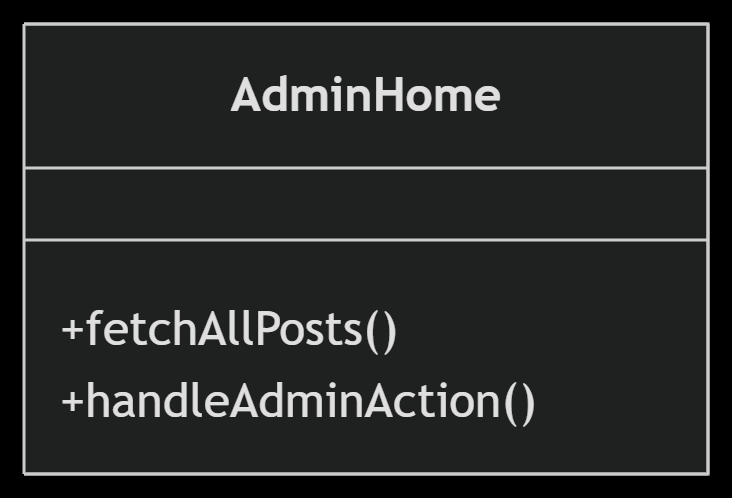 AdminHome
+fetchAllPosts()
+handleAdminAction()